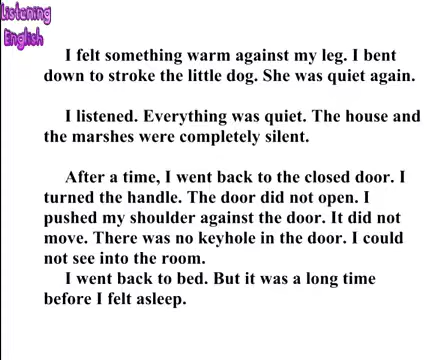 Listening
English
I felt something warm against my leg. I bent
down to stroke the little dog. She was quiet again.
I listened. Everything was quiet. The house and
the marshes were completely silent.
After a time, I went back to the closed door. I
turned the handle. The door did not open. I
pushed my shoulder against the door. It did not
move. There was no keyhole in the door. I could
not see into the room.
I went back to bed. But it was a long time
before I felt asleep.